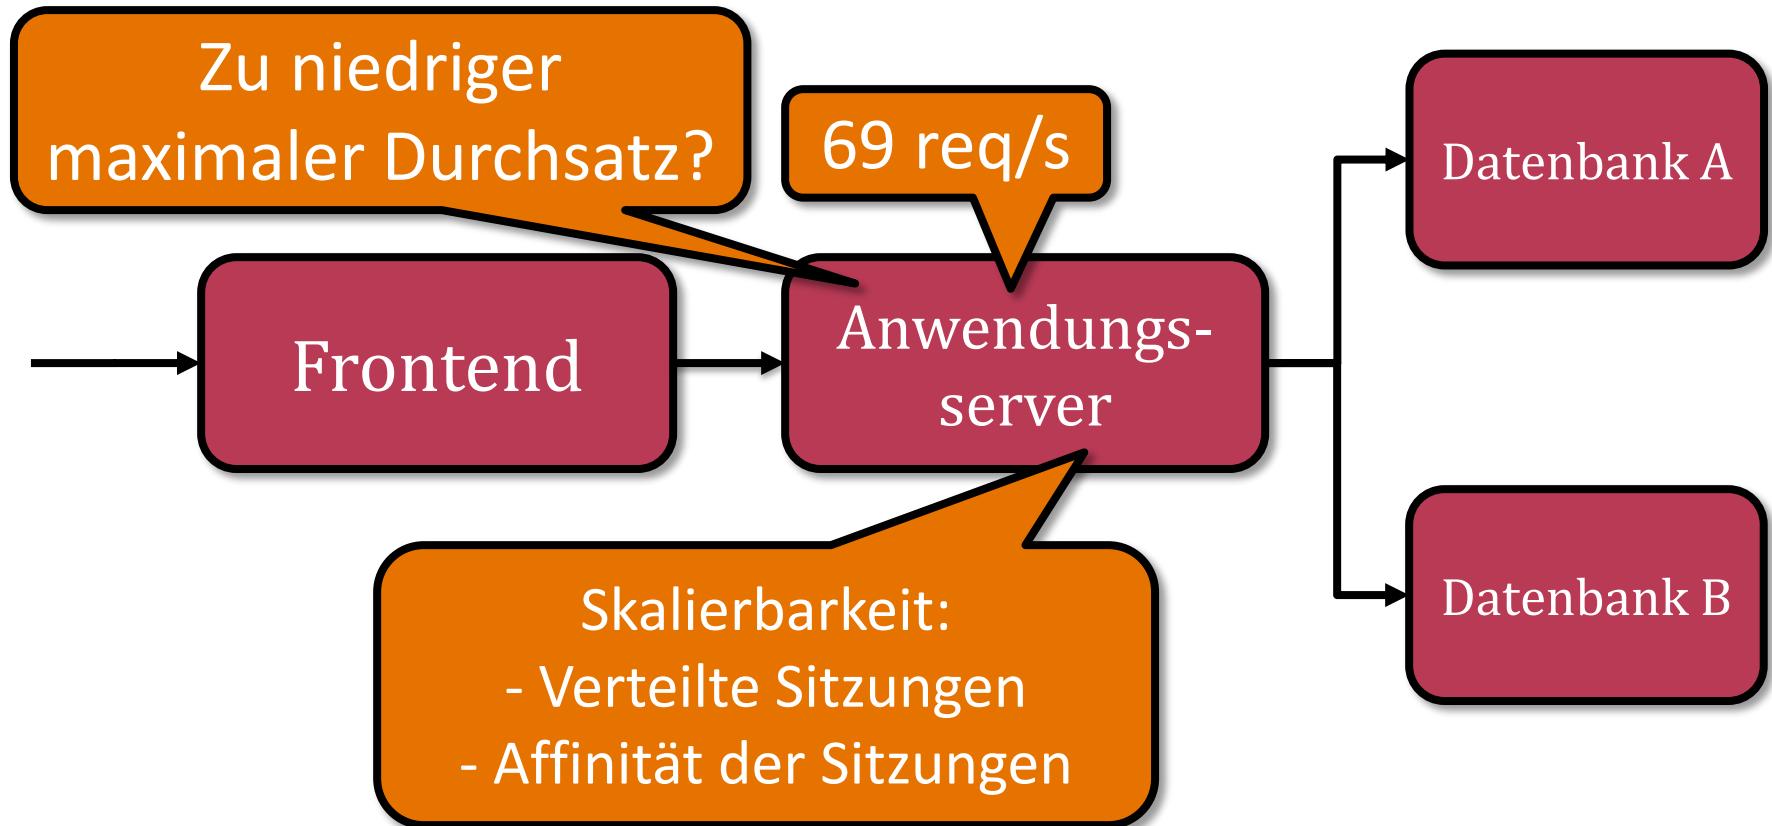 Zu niedriger
maximaler Durchsatz?
69 req/s
Datenbank A
Frontend
Anwendungs-
server
Skalierbarkeit:
- Verteilte Sitzungen
- Affinität der Sitzungen
Datenbank B